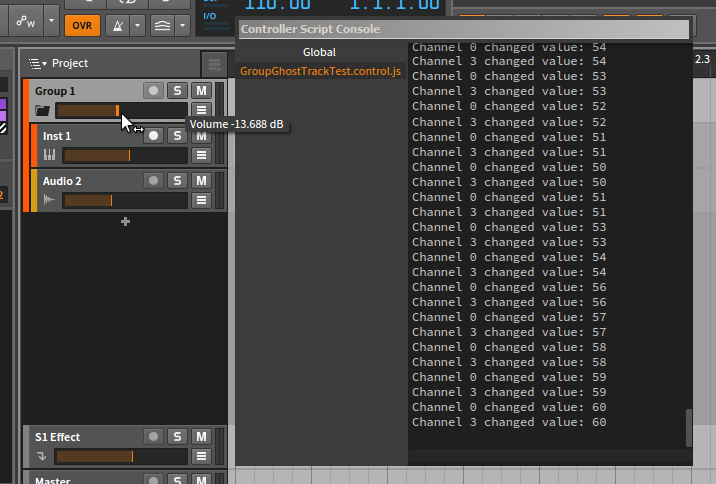 110.00
1.1.1.00
OVR
I/O
Project
Group 1
S
M
Volume -13.688 dB
Inst 1
S
M
Audio 2
S
M
+
S1 Effect
S
M
Master
Controller Script Console
Global
GroupGhostTrackTest.control.js
Channel 0 changed value: 54
Channel 3 changed value: 54
Channel 0 changed value: 53
Channel 3 changed value: 53
Channel 0 changed value: 52
Channel 3 changed value: 52
Channel 0 changed value: 51
Channel 3 changed value: 51
Channel 0 changed value: 50
Channel 3 changed value: 50
Channel 0 changed value: 51
Channel 3 changed value: 51
Channel 0 changed value: 53
Channel 3 changed value: 53
Channel 0 changed value: 54
Channel 3 changed value: 54
Channel 0 changed value: 56
Channel 3 changed value: 56
Channel 0 changed value: 57
Channel 3 changed value: 57
Channel 0 changed value: 58
Channel 3 changed value: 58
Channel 0 changed value: 59
Channel 3 changed value: 59
Channel 0 changed value: 60
Channel 3 changed value: 60
2.3
2